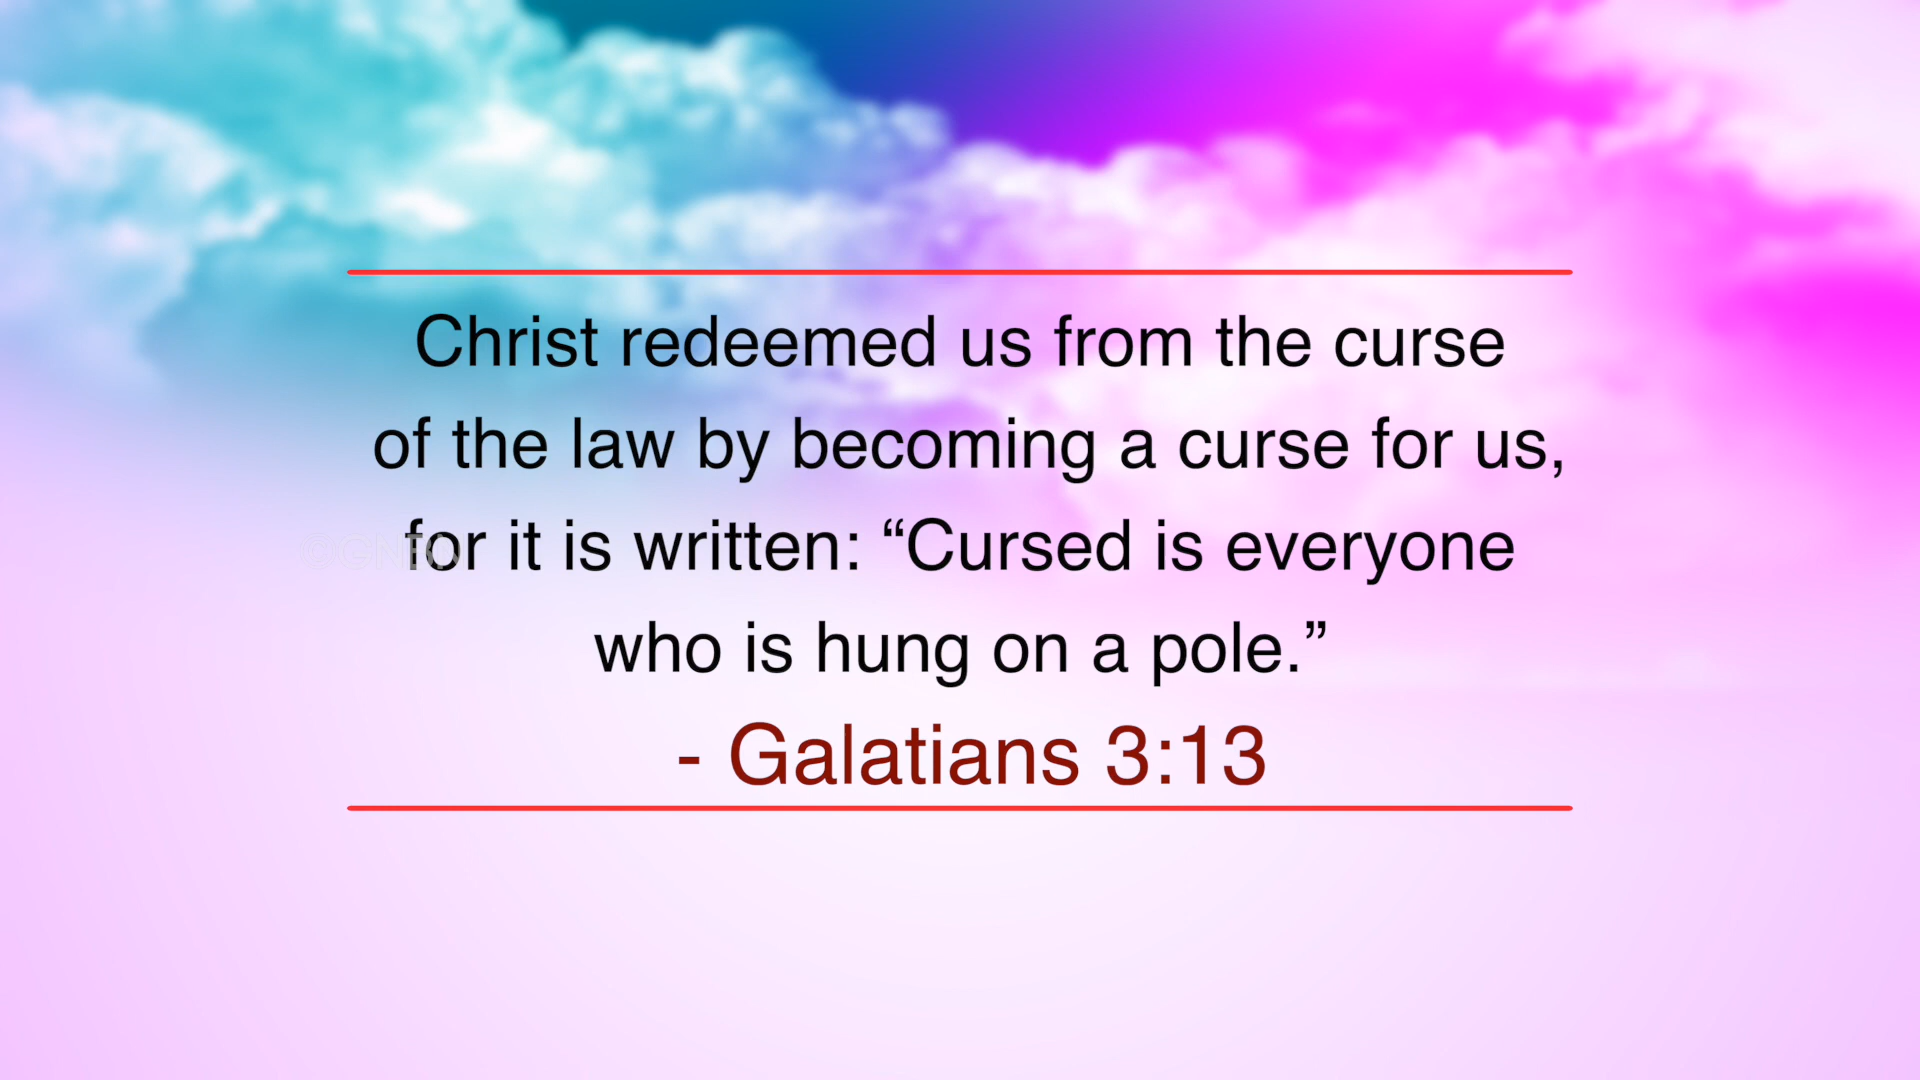 Christ redeemed us from the curse
of the law by becoming a curse for us,
for it is written: “Cursed is everyone
who is hung on a pole.”
- Galatians 3:13